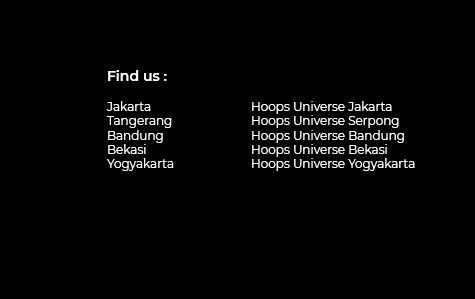 Find us :
Jakarta Hoops Universe Jakarta
Tangerang Hoops Universe Serpong
Bandung Hoops Universe Bandung
Bekasi Hoops Universe Bekasi
Yogyakarta Hoops Universe Yogyakarta